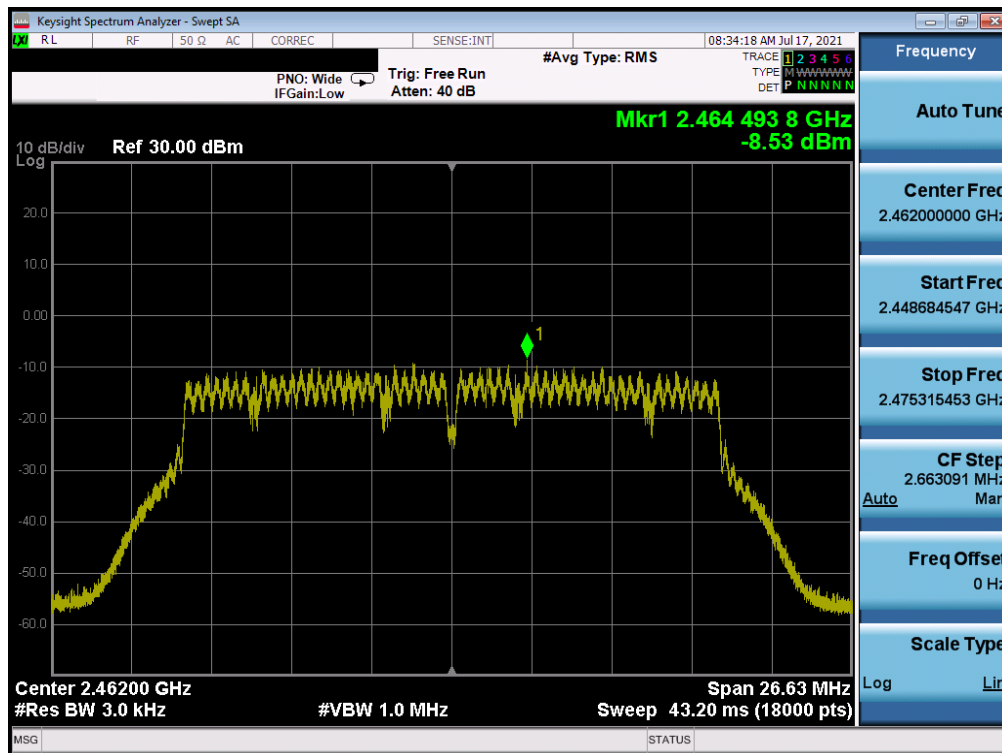 Keysight Spectrum Analyzer - Swept SA
LXI RL RF 50 Ω AC CORREC SENSE:INT 08:34:18 AM Jul 17, 2021
PNO: Wide
IFGain:Low
Trig: Free Run
Atten: 40 dB
#Avg Type: RMS
TRACE 1 2 3 4 5 6
TYPE M WWWWW
DET P N N N N N
Mkr1 2.464 493 8 GHz
-8.53 dBm
10 dB/div Ref 30.00 dBm
Log
20.0
10.0
0.00
-10.0
-20.0
-30.0
-40.0
-50.0
-60.0
1
Center 2.46200 GHz Span 26.63 MHz
#Res BW 3.0 kHz #VBW 1.0 MHz Sweep 43.20 ms (18000 pts)
MSG STATUS
Frequency
Auto Tune
Center Freq
2.462000000 GHz
Start Freq
2.448684547 GHz
Stop Freq
2.475315453 GHz
CF Step
2.663091 MHz
Auto Man
Freq Offset
0 Hz
Scale Type
Log Lin